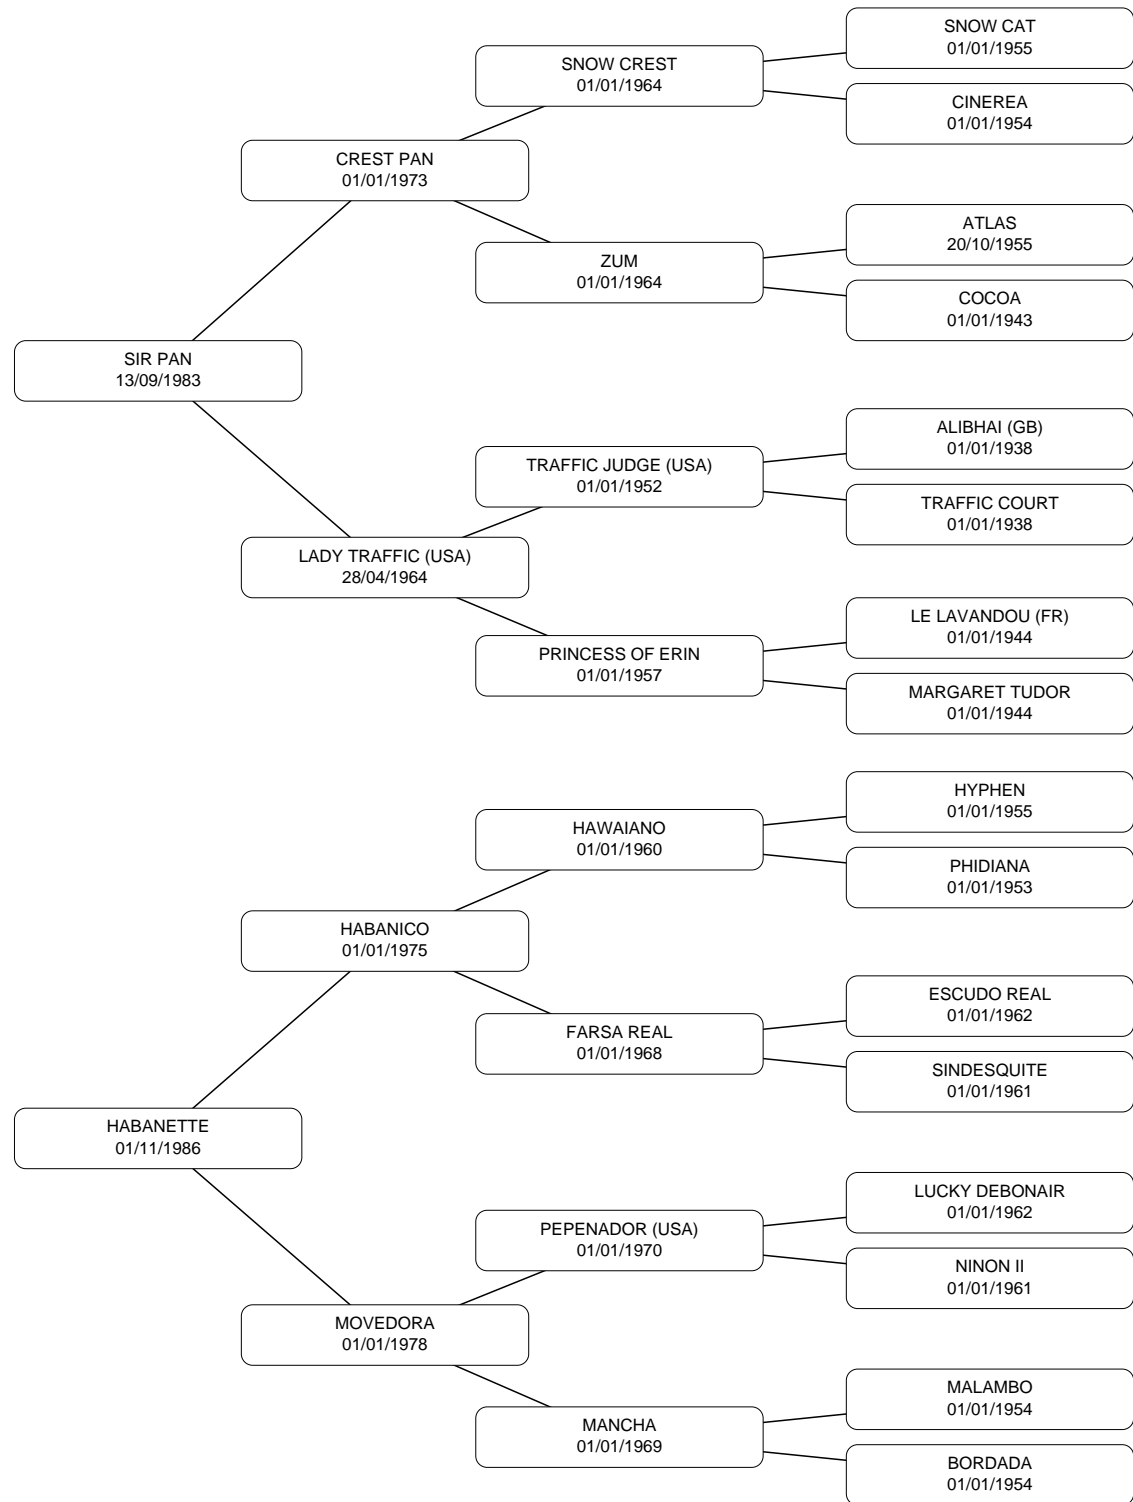 SNOW CAT
01/01/1955
SNOW CREST
01/01/1964
CINEREA
01/01/1954
CREST PAN
01/01/1973
ATLAS
20/10/1955
ZUM
01/01/1964
COCOA
01/01/1943
SIR PAN
13/09/1983
ALIBHAI (GB)
01/01/1938
TRAFFIC JUDGE (USA)
01/01/1952
TRAFFIC COURT
01/01/1938
LADY TRAFFIC (USA)
28/04/1964
LE LAVANDOU (FR)
01/01/1944
PRINCESS OF ERIN
01/01/1957
MARGARET TUDOR
01/01/1944
HYPHEN
01/01/1955
HAWAIANO
01/01/1960
PHIDIANA
01/01/1953
HABANICO
01/01/1975
ESCUDO REAL
01/01/1962
FARSA REAL
01/01/1968
SINDESQUITE
01/01/1961
HABANETTE
01/11/1986
LUCKY DEBONAIR
01/01/1962
PEPENADOR (USA)
01/01/1970
NINON II
01/01/1961
MOVEDORA
01/01/1978
MALAMBO
01/01/1954
MANCHA
01/01/1969
BORDADA
01/01/1954